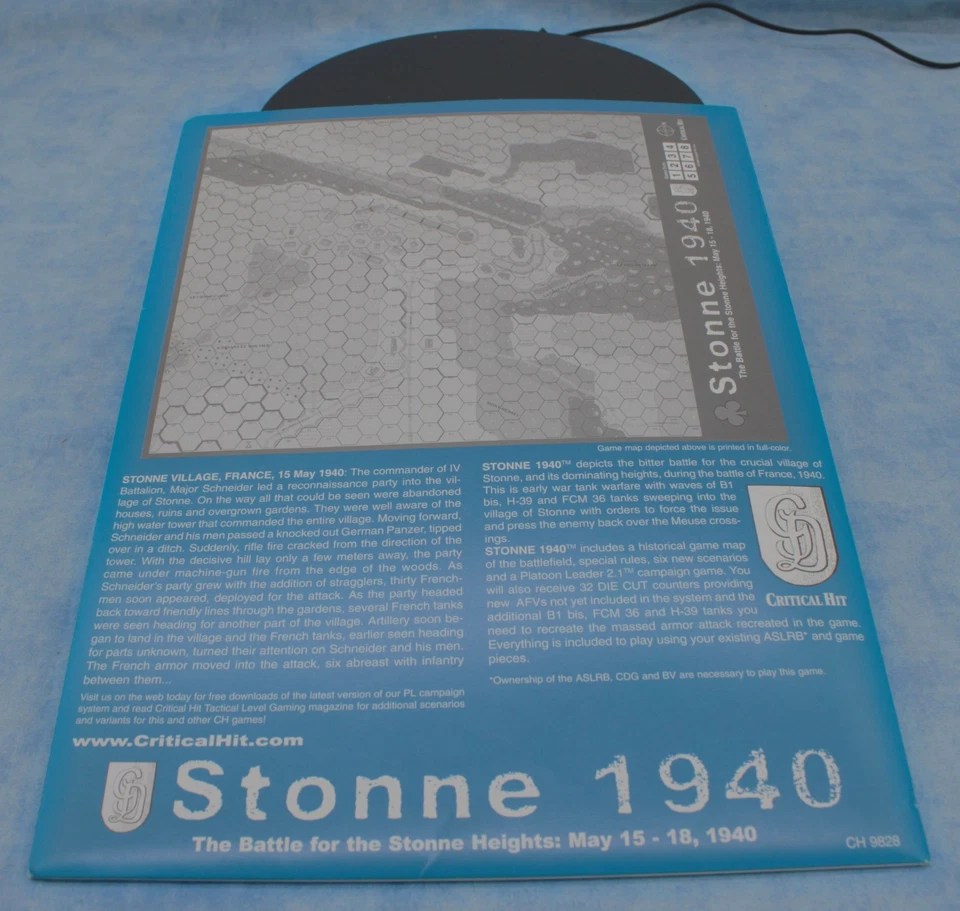 Stonne 1940
The Battle for the Stonne Heights: May 15 - 18, 1940
1 2 3 4
5 6 7 8
Game map depicted above is printed in full-color.
STONNE VILLAGE, FRANCE, 15 May 1940: The commander of IV
Battalion, Major Schneider led a reconnaissance party into the vil-
lage of Stonne. On the way all that could be seen were abandoned
houses, ruins and overgrown gardens. They were well aware of the
high water tower that commanded the entire village. Moving forward,
Schneider and his men passed a knocked out German Panzer, tipped
over in a ditch. Suddenly, rifle fire cracked from the direction of the
tower. With the decisive hill lay only a few meters away, the party
came under machine-gun fire from the edge of the woods. As
Schneider's party grew with the addition of stragglers, thirty French-
men soon appeared, deployed for the attack. As the party headed
back toward friendly lines through the gardens, several French tanks
were seen heading for another part of the village. Artillery soon be-
gan to land in the village and the French tanks, earlier seen heading
for parts unknown, turned their attention on Schneider and his men.
The French armor moved into the attack, six abreast with infantry
between them...
Visit us on the web today for free downloads of the latest version of our PL campaign
system and read Critical Hit Tactical Level Gaming magazine for additional scenarios
and variants for this and other CH games!
www.CriticalHit.com
STONNE 1940™ depicts the bitter battle for the crucial village of
Stonne, and its dominating heights, during the battle of France, 1940.
This is early war tank warfare with waves of B1
bis, H-39 and FCM 36 tanks sweeping into the
village of Stonne with orders to force the issue
and press the enemy back over the Meuse cross-
ings.
STONNE 1940™ includes a historical game map
of the battlefield, special rules, six new scenarios
and a Platoon Leader 2.1™ campaign game. You
will also receive 32 DIE CUT counters providing
new AFVs not yet included in the system and the
additional B1 bis, FCM 36 and H-39 tanks you
need to recreate the massed armor attack recreated in the game.
Everything is included to play using your existing ASLRB* and game
pieces.
*Ownership of the ASLRB, CDG and BV are necessary to play this game.
CRITICAL HIT
Stonne 1940
The Battle for the Stonne Heights: May 15 - 18, 1940
CH 9828